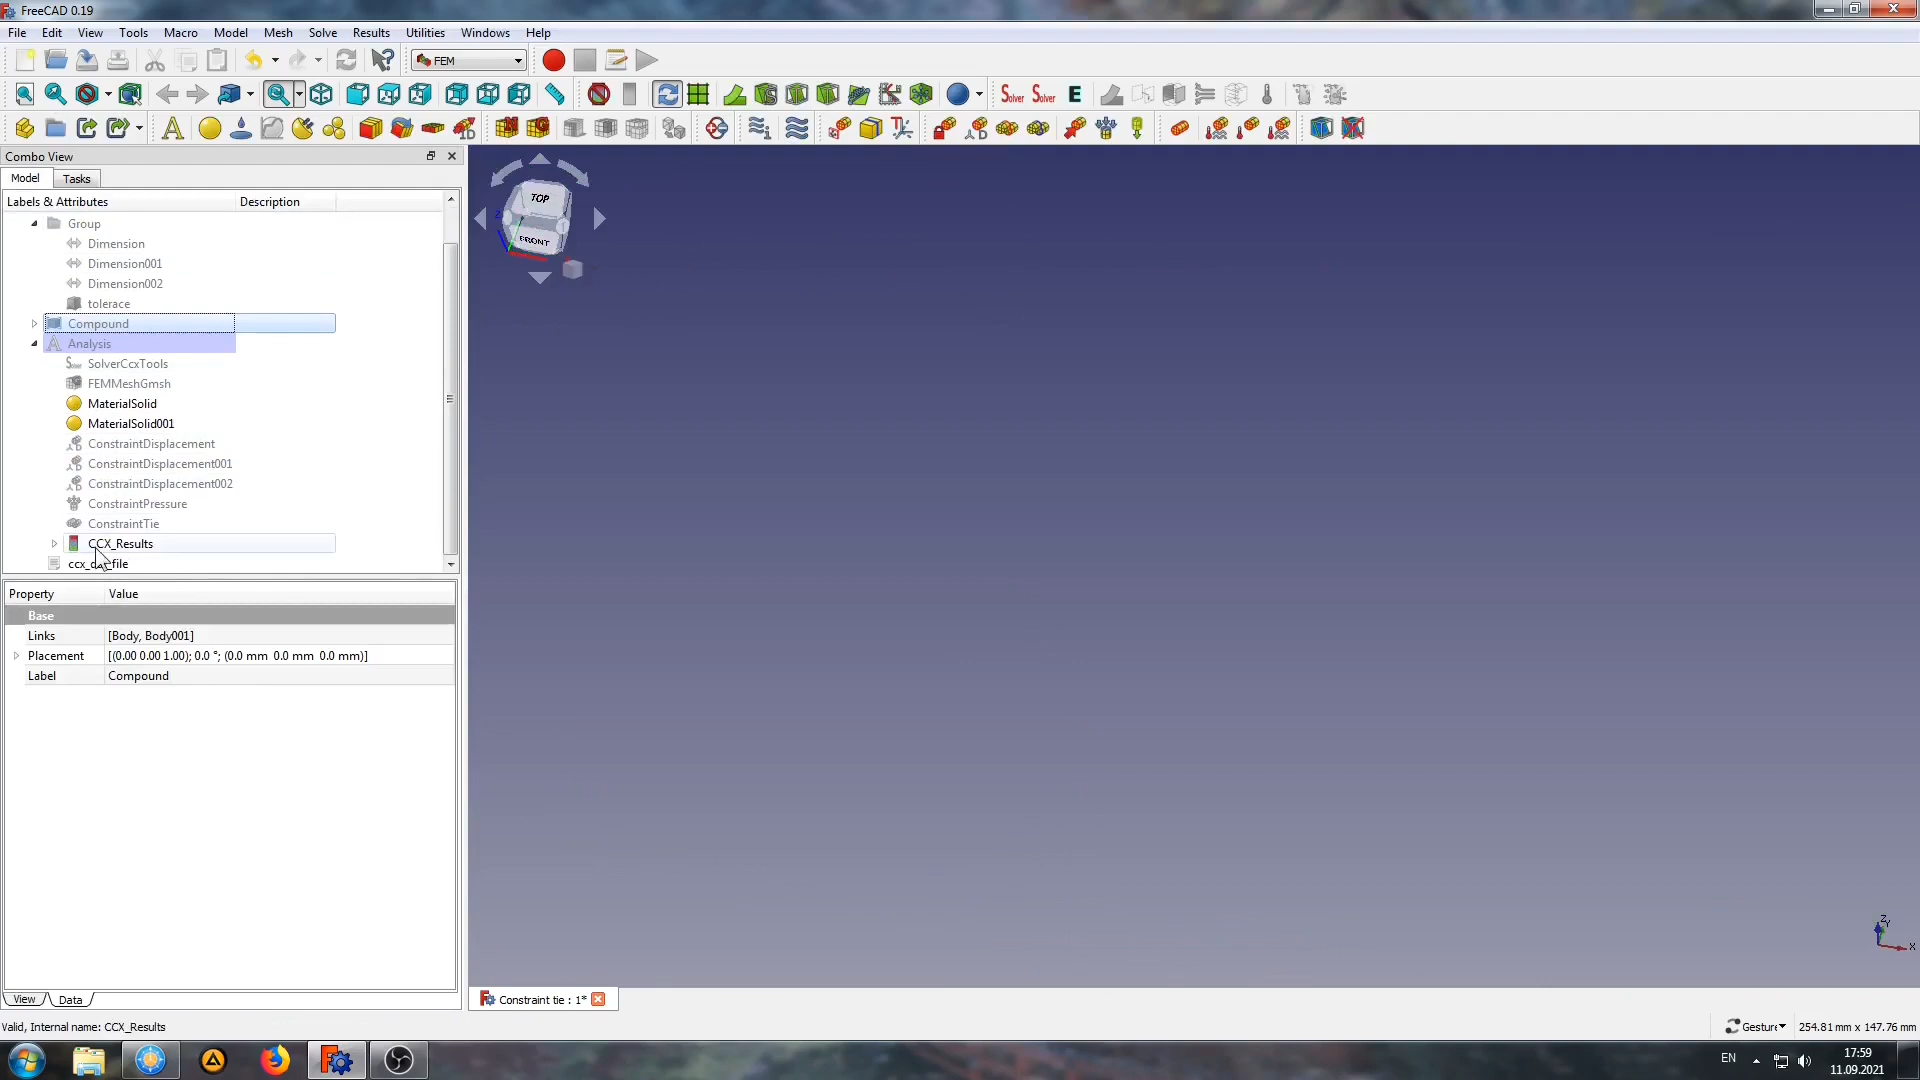 FreeCAD 0.19
File Edit View Tools Macro Model Mesh Solve Results Utilities Windows Help
FEM
Solver Solver E
Combo View
Model Tasks
Labels & Attributes Description
Group
Dimension
Dimension001
Dimension002
tolerace
Compound
Analysis
SolverCcxTools
FEMMeshGmsh
MaterialSolid
MaterialSolid001
ConstraintDisplacement
ConstraintDisplacement001
ConstraintDisplacement002
ConstraintPressure
ConstraintTie
CCX_Results
Property Value
Base
Links [Body, Body001]
Placement [(0.00 0.00 1.00); 0.0 °; (0.0 mm 0.0 mm 0.0 mm)]
Label Compound
View Data
TOP
FRONT
Z
Z
Y
X
Constraint tie : 1*
Valid, Internal name: CCX_Results
Gesture 254.81 mm x 147.76 mm
EN
17:59
11.09.2021